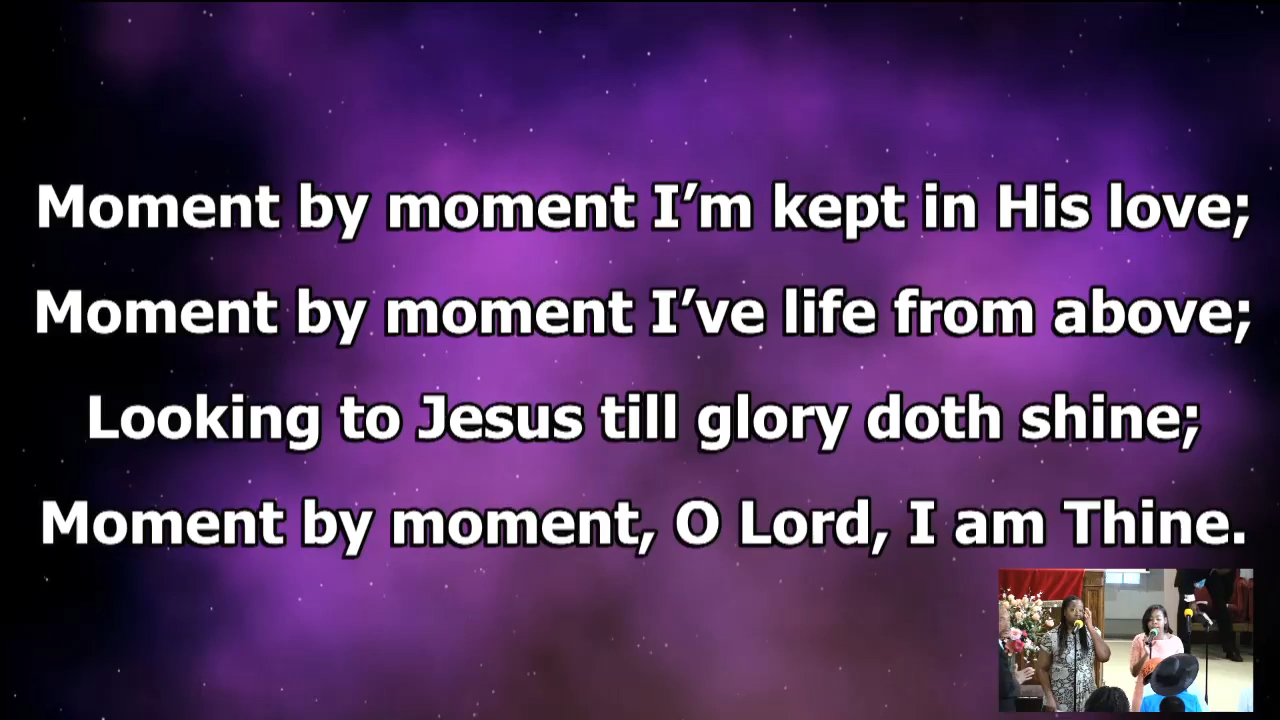 Moment by moment I’m kept in His love;
Moment by moment I’ve life from above;
Looking to Jesus till glory doth shine;
Moment by moment, O Lord, I am Thine.